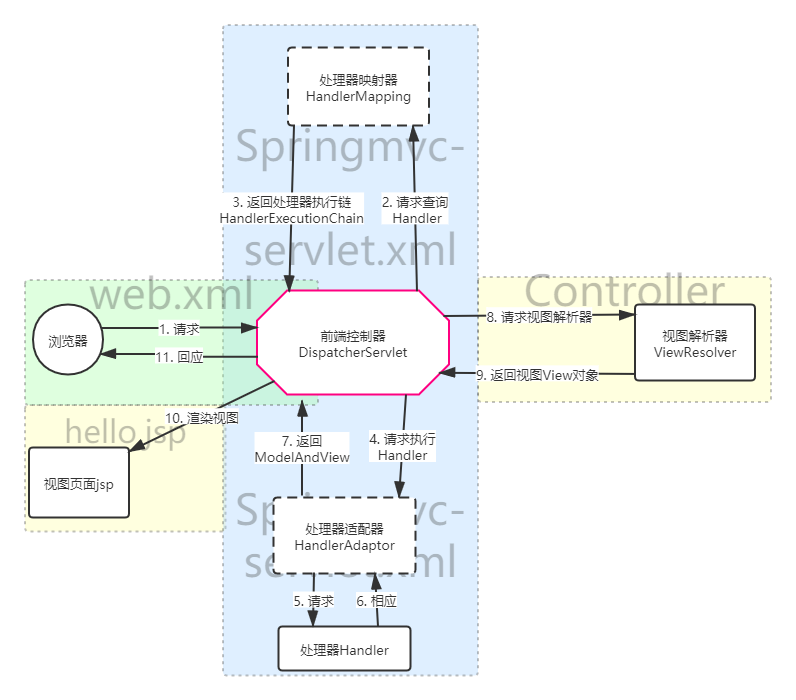 处理器映射器
HandlerMapping
Springmvc-
servlet.xml
3. 返回处理器执行链
HandlerExecutionChain
2. 请求查询
Handler
web.xml
Controller
浏览器
1. 请求
11. 回应
前端控制器
DispatcherServlet
8. 请求视图解析器
9. 返回视图View对象
视图解析器
ViewResolver
10. 渲染视图
hello.jsp
视图页面jsp
7. 返回
ModelAndView
4. 请求执行
Handler
Springmvc-
servlet.xml
处理器适配器
HandlerAdaptor
5. 请求
6. 相应
处理器Handler